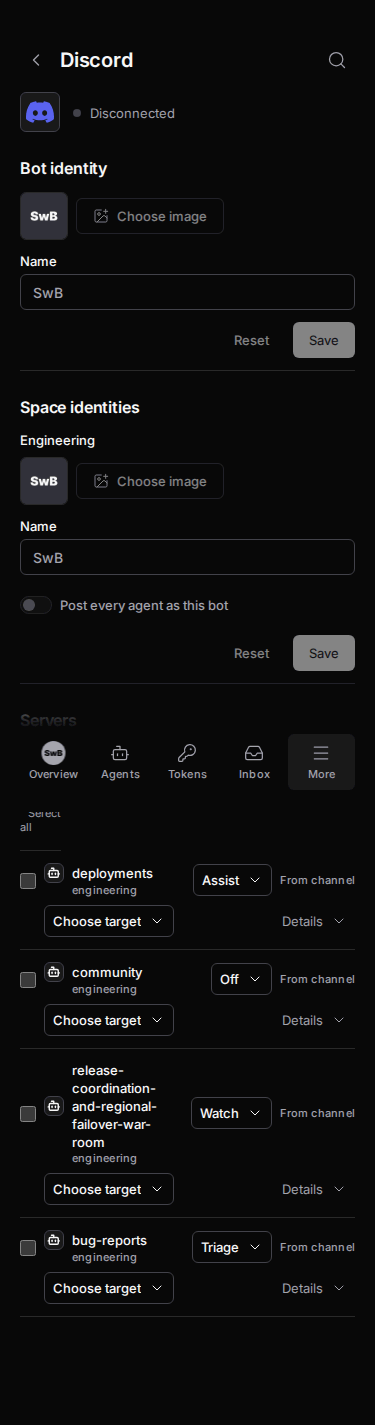 Discord
Disconnected
Bot identity
SwB
Choose image
Name
SwB
Reset
Save
Space identities
Engineering
SwB
Choose image
Name
SwB
Post every agent as this bot
Reset
Save
Servers
SwB
Overview
Agents
Tokens
Inbox
More
Select
all
deployments
engineering
Assist
From channel
Choose target
Details
community
engineering
Off
From channel
Choose target
Details
release-
coordination-
and-regional-
failover-war-
room
engineering
Watch
From channel
Choose target
Details
bug-reports
engineering
Triage
From channel
Choose target
Details